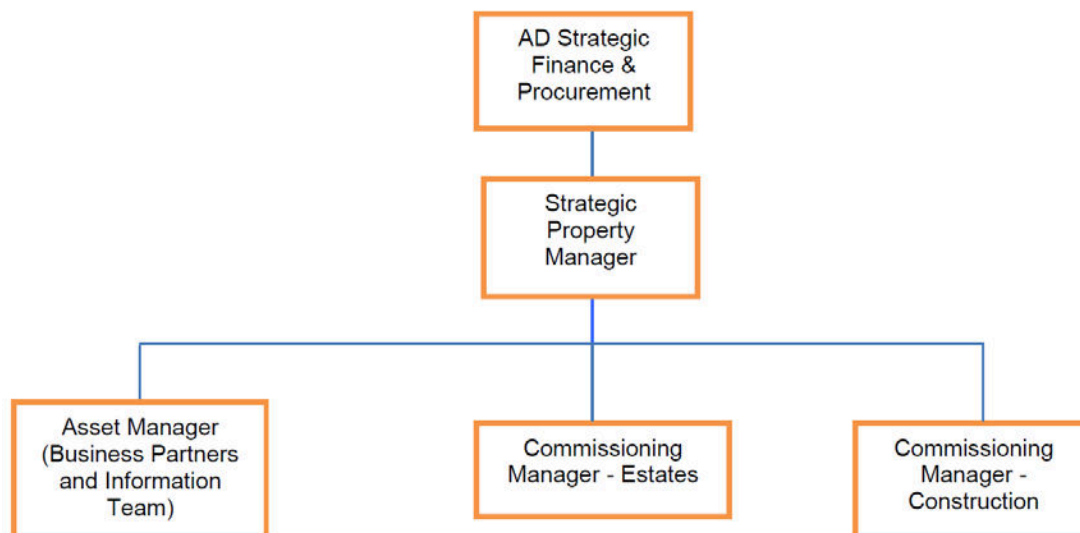 AD Strategic
Finance &
Procurement
Strategic
Property
Manager
Asset Manager
(Business Partners
and Information
Team)
Commissioning
Manager - Estates
Commissioning
Manager -
Construction